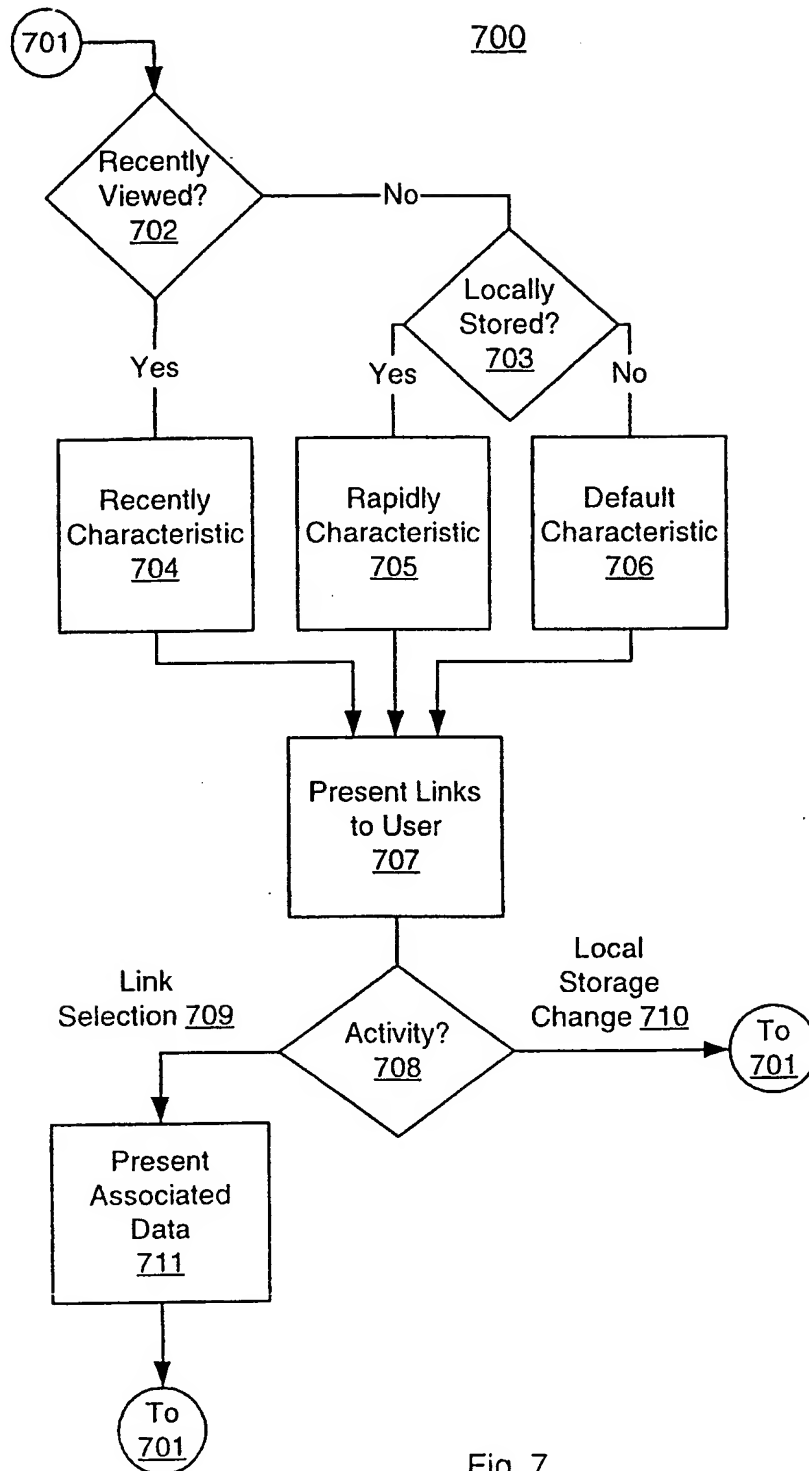 701
700
Recently
Viewed?
702
No
Locally
Stored?
703
Yes
Yes
No
Recently
Characteristic
704
Rapidly
Characteristic
705
Default
Characteristic
706
Present Links
to User
707
Link
Selection 709
Activity?
708
Local
Storage
Change 710
To
701
Present
Associated
Data
711
To
701
Fig. 7